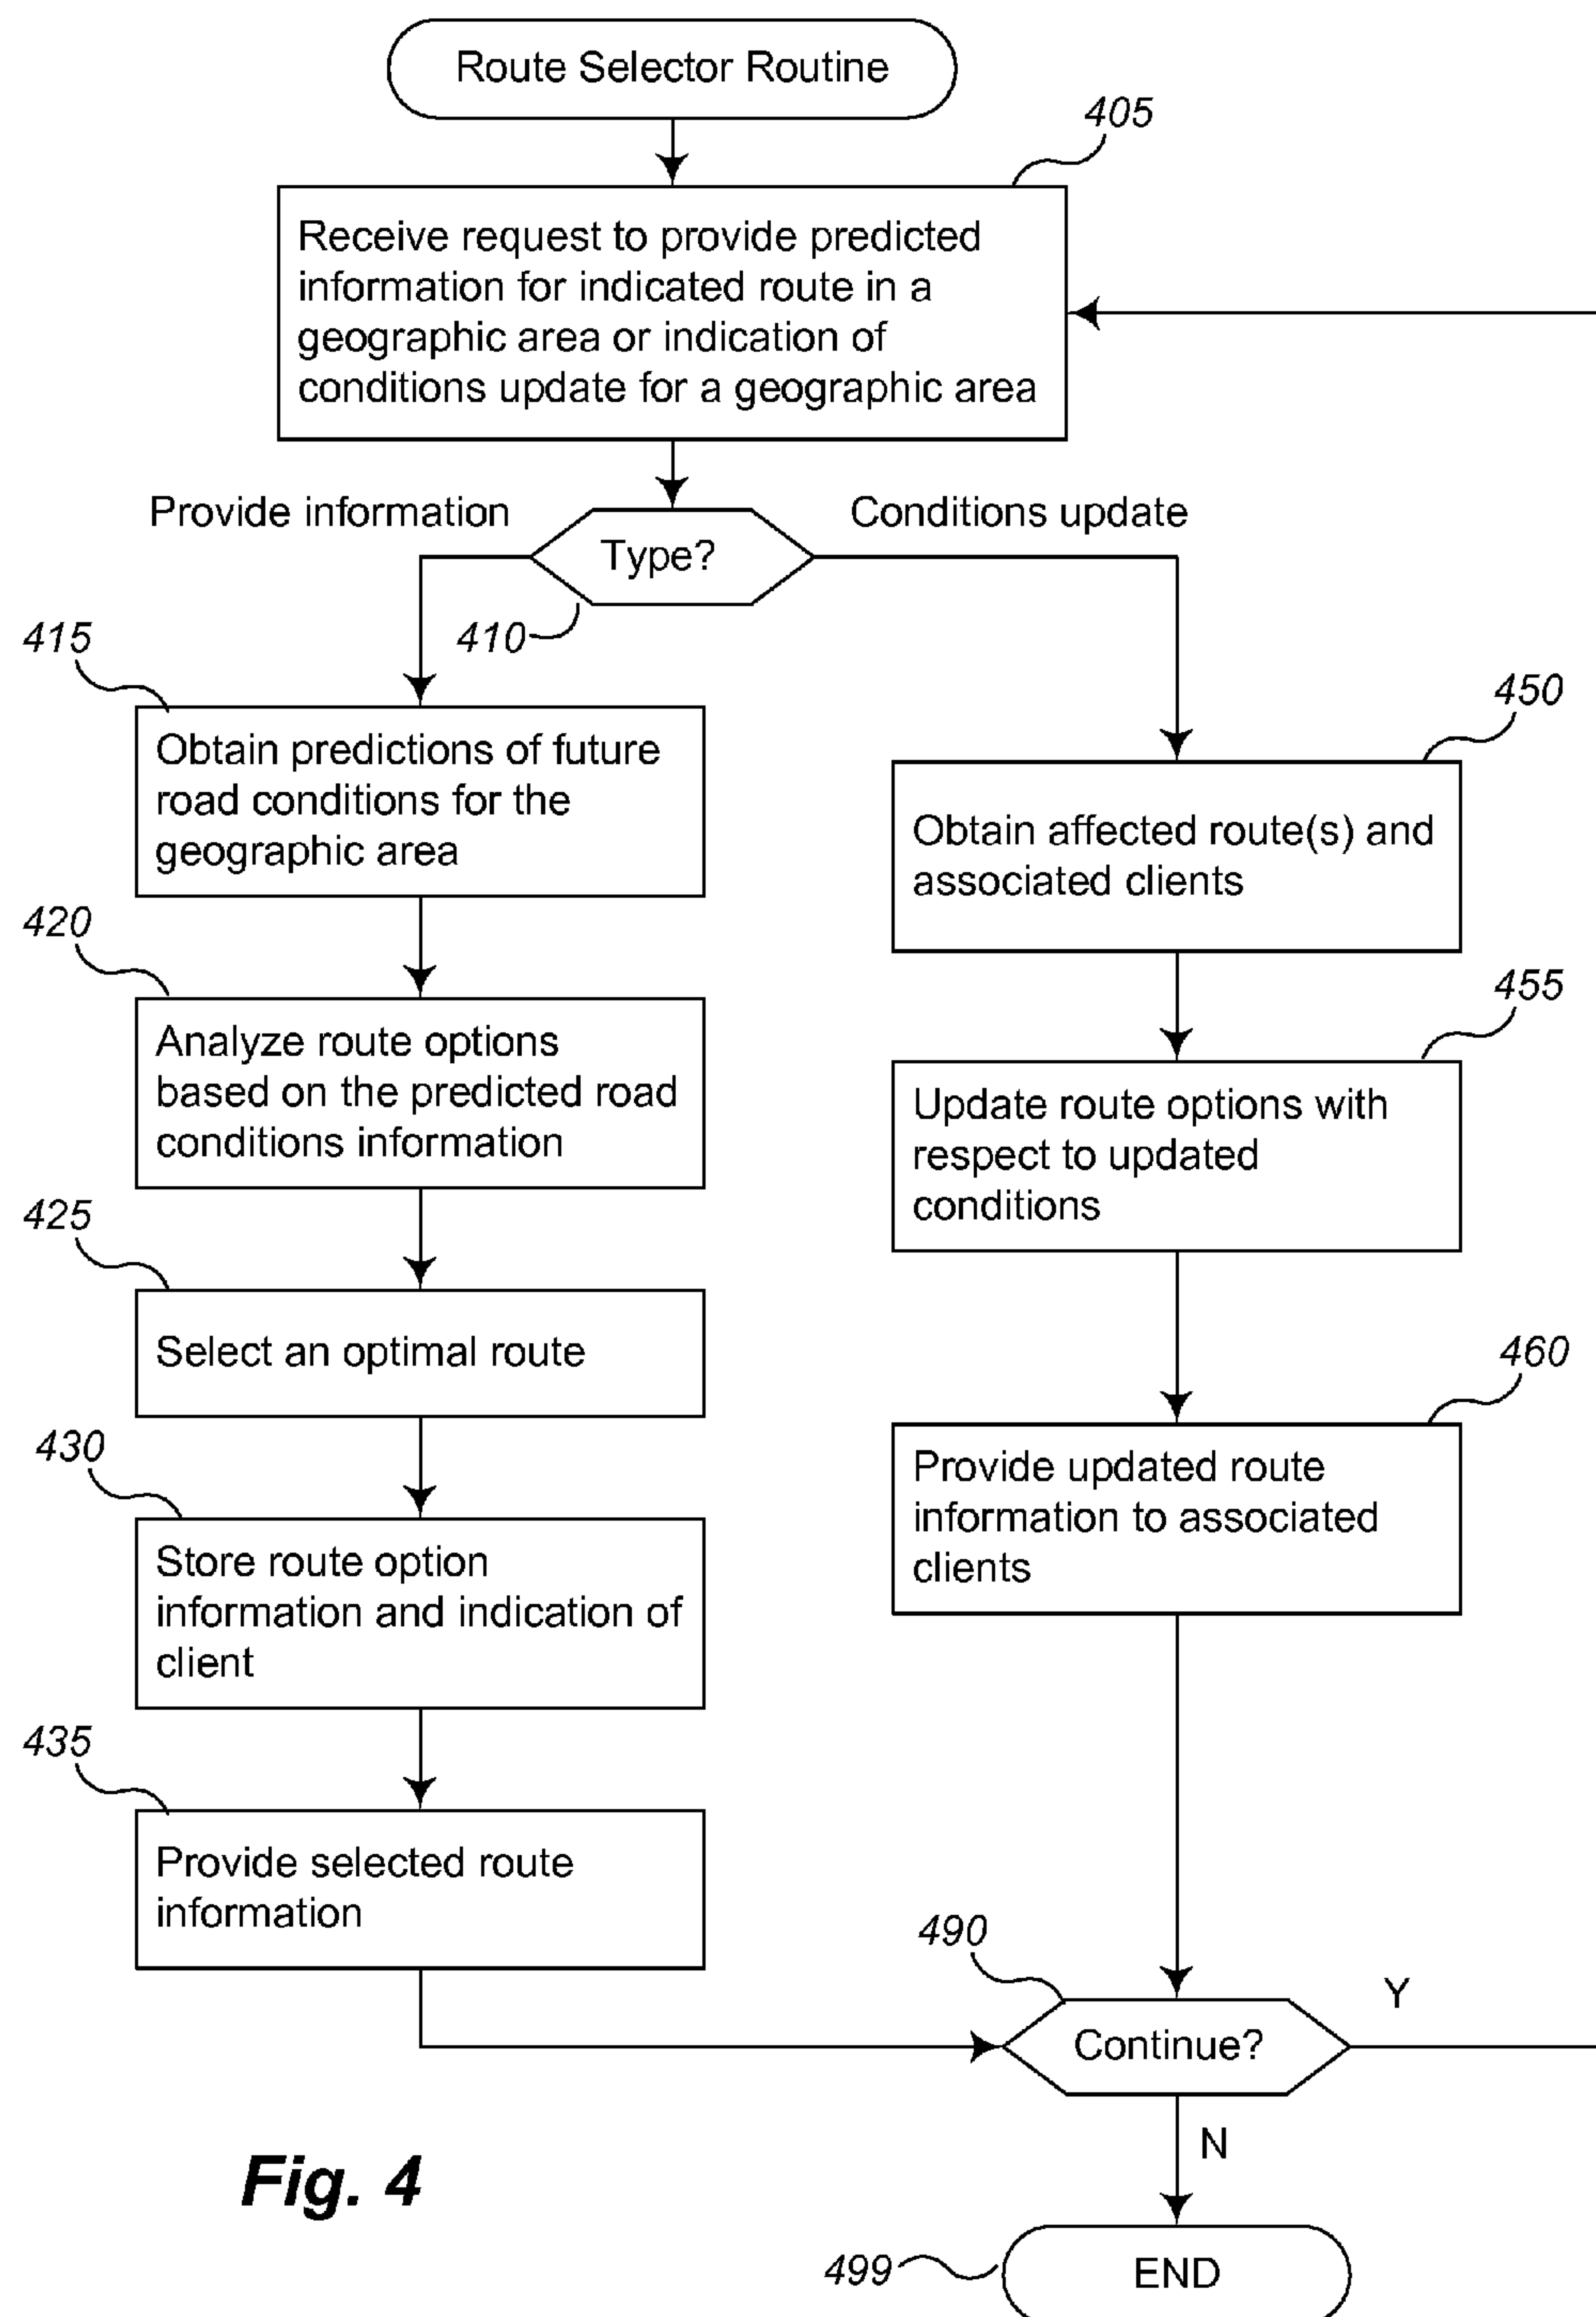 Route Selector Routine
405
Receive request to provide predicted
information for indicated route in a
geographic area or indication of
conditions update for a geographic area
Provide information
Conditions update
Type?
410
415
Obtain predictions of future
road conditions for the
geographic area
420
Analyze route options
based on the predicted road
conditions information
425
Select an optimal route
430
Store route option
information and indication of
client
435
Provide selected route
information
450
Obtain affected route(s) and
associated clients
455
Update route options with
respect to updated
conditions
460
Provide updated route
information to associated
clients
490
Continue?
Y
N
499
END
Fig. 4